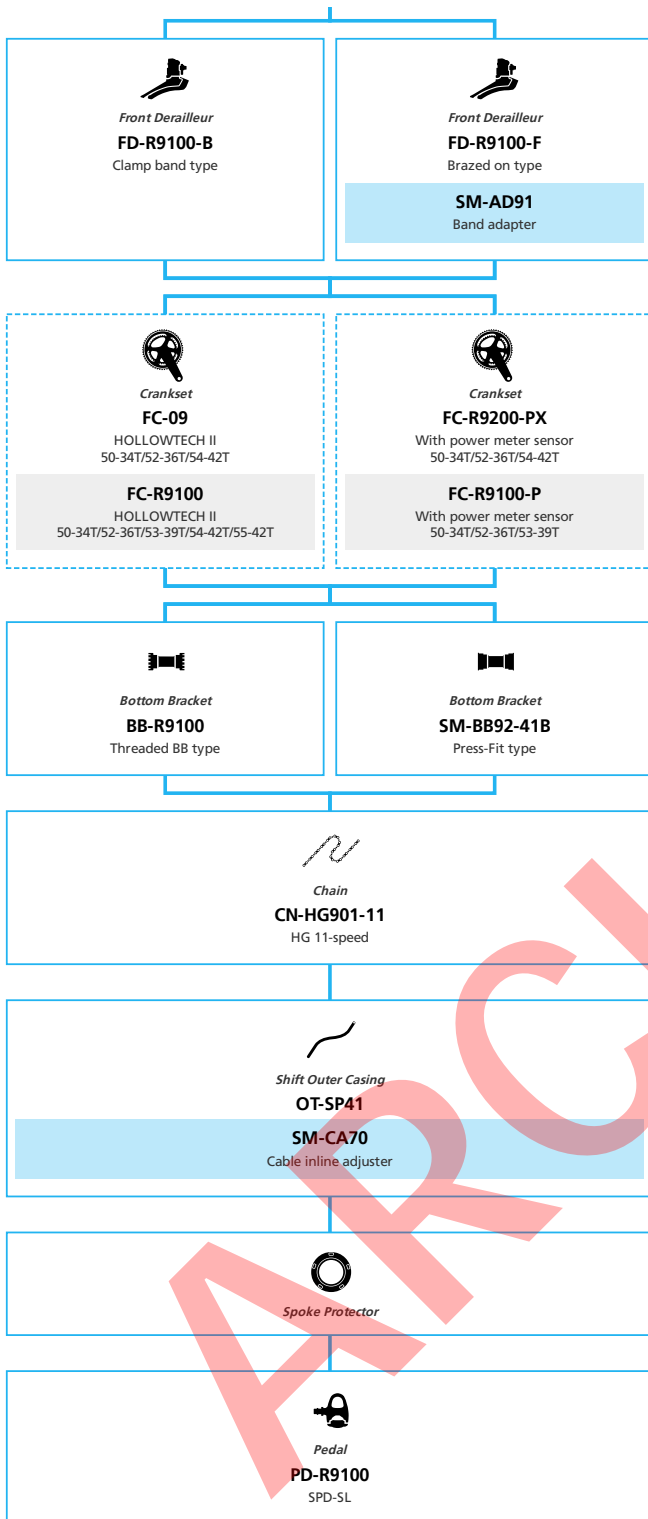 Front Derailleur
FD-R9100-B
Clamp band type
Front Derailleur
FD-R9100-F
Brazed on type
SM-AD91
Band adapter
Crankset
FC-09
HOLLOWTECH II
50-34T/52-36T/54-42T
FC-R9100
HOLLOWTECH II
50-34T/52-36T/53-39T/54-42T/55-42T
Crankset
FC-R9200-PX
With power meter sensor
50-34T/52-36T/54-42T
FC-R9100-P
With power meter sensor
50-34T/52-36T/53-39T
Bottom Bracket
BB-R9100
Threaded BB type
Bottom Bracket
SM-BB92-41B
Press-Fit type
Chain
CN-HG901-11
HG 11-speed
Shift Outer Casing
OT-SP41
SM-CA70
Cable inline adjuster
Spoke Protector
Pedal
PD-R9100
SPD-SL